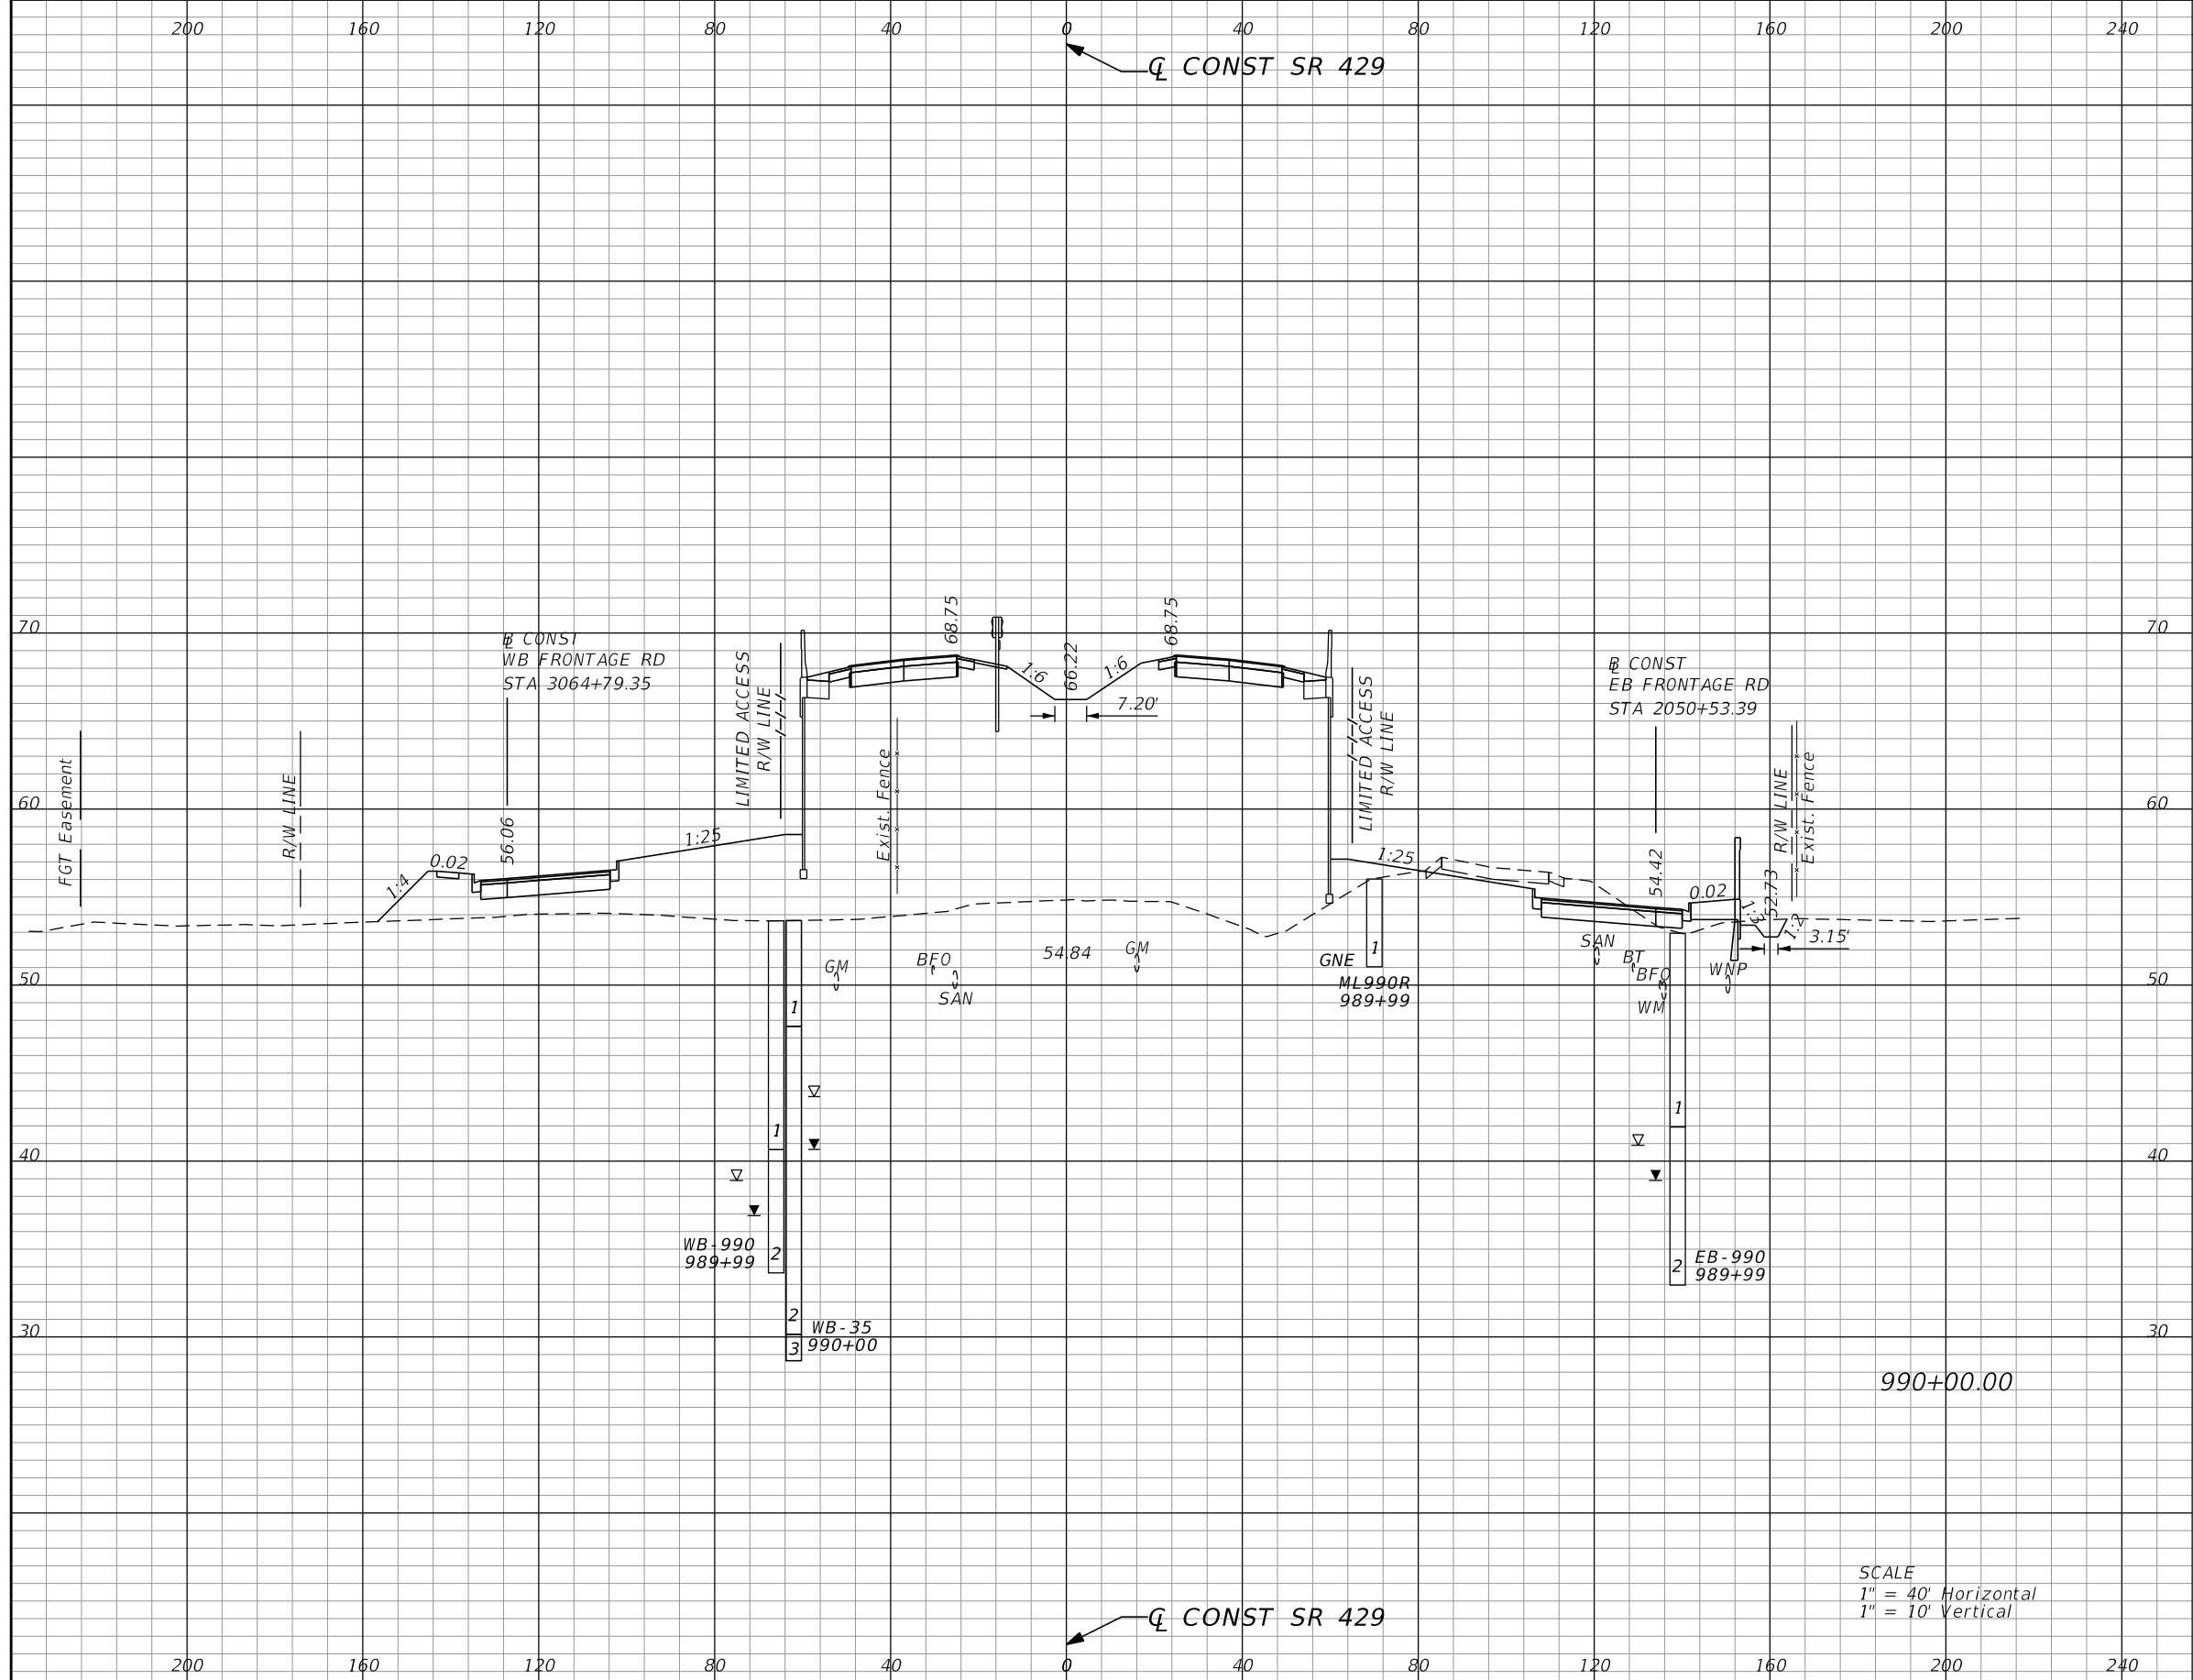 200 160 120 80 40 0 40 80 120 160 200 240
℄ CONST SR 429
70 70
68.75
68.75
66.22
1:6
1:6
7.20'
BL CONST
WB FRONTAGE RD
STA 3064+79.35
LIMITED ACCESS
R/W LINE
LIMITED ACCESS
R/W LINE
BL CONST
EB FRONTAGE RD
STA 2050+53.39
60 60
FGT Easement
R/W LINE
56.06
Exist. Fence
R/W LINE
Exist. Fence
1:4
0.02
1:25
1:25
54.42
0.02
52.73
1:3
1:2
3.15'
50 50
GM
BFO
SAN
54.84
GM
GNE
1
ML990R
989+99
SAN
BT
BFO
WM
WNP
1
1
1
40 40
WB-990
989+99
2
2
3
WB-35
990+00
2
EB-990
989+99
30 30
990+00.00
SCALE
1" = 40' Horizontal
1" = 10' Vertical
℄ CONST SR 429
200 160 120 80 40 0 40 80 120 160 200 240